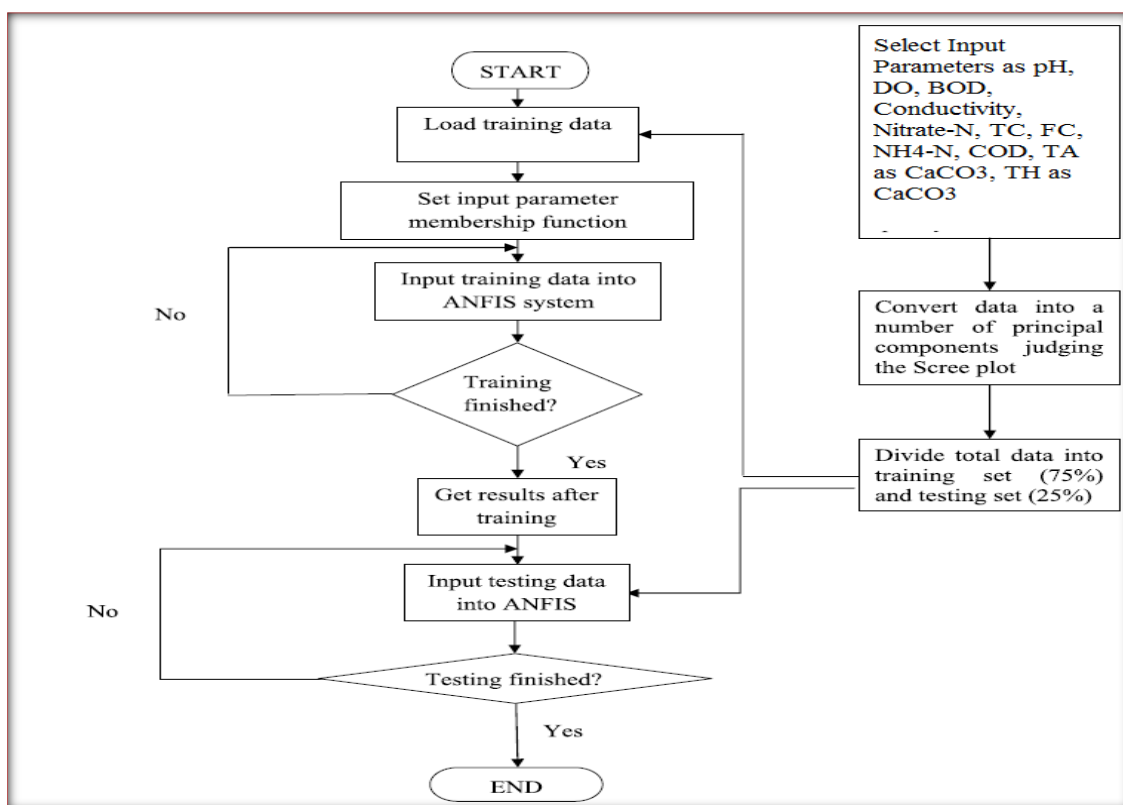 START
Load training data
Set input parameter
membership function
Input training data into
ANFIS system
No
Training
finished?
Yes
Get results after
training
Input testing data
into ANFIS
No
Testing finished?
Yes
END
Select Input
Parameters as pH,
DO, BOD,
Conductivity,
Nitrate-N, TC, FC,
NH4-N, COD, TA
as CaCO3, TH as
CaCO3
Convert data into a
number of principal
components judging
the Scree plot
Divide total data into
training set (75%)
and testing set (25%)